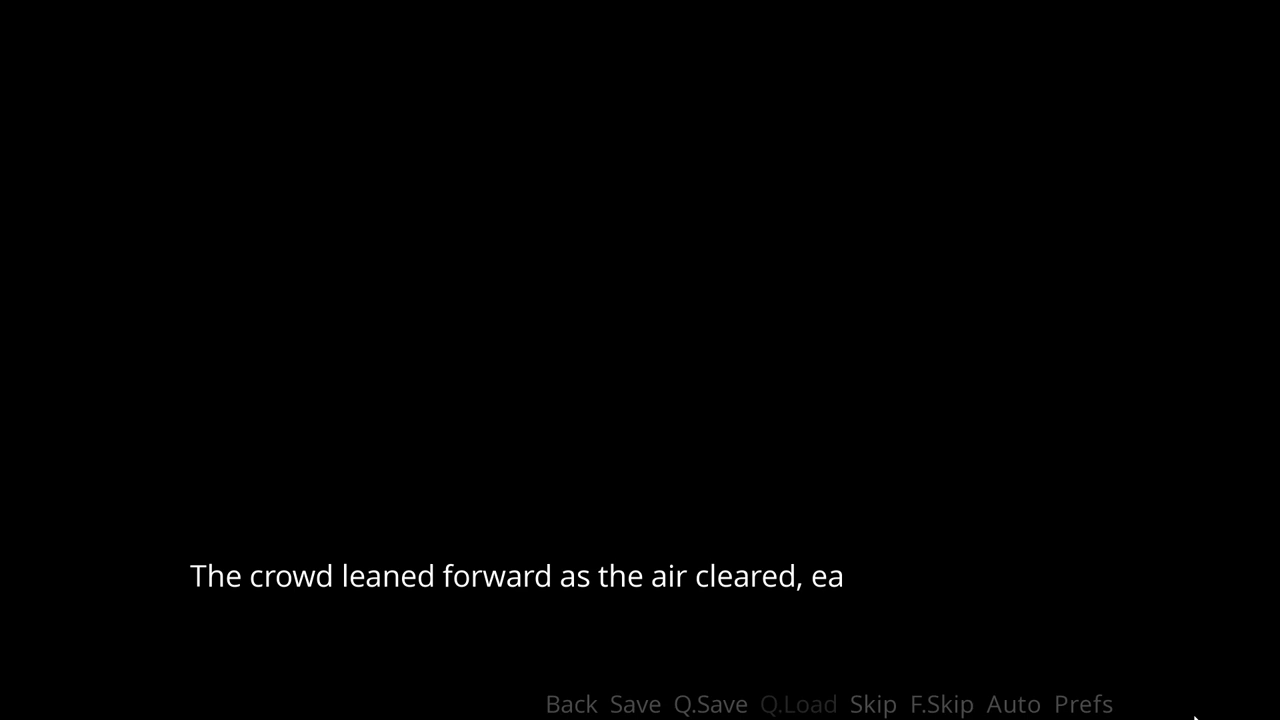 The crowd leaned forward as the air cleared, ea
Back Save Q.Save Q.Load Skip F.Skip Auto Prefs